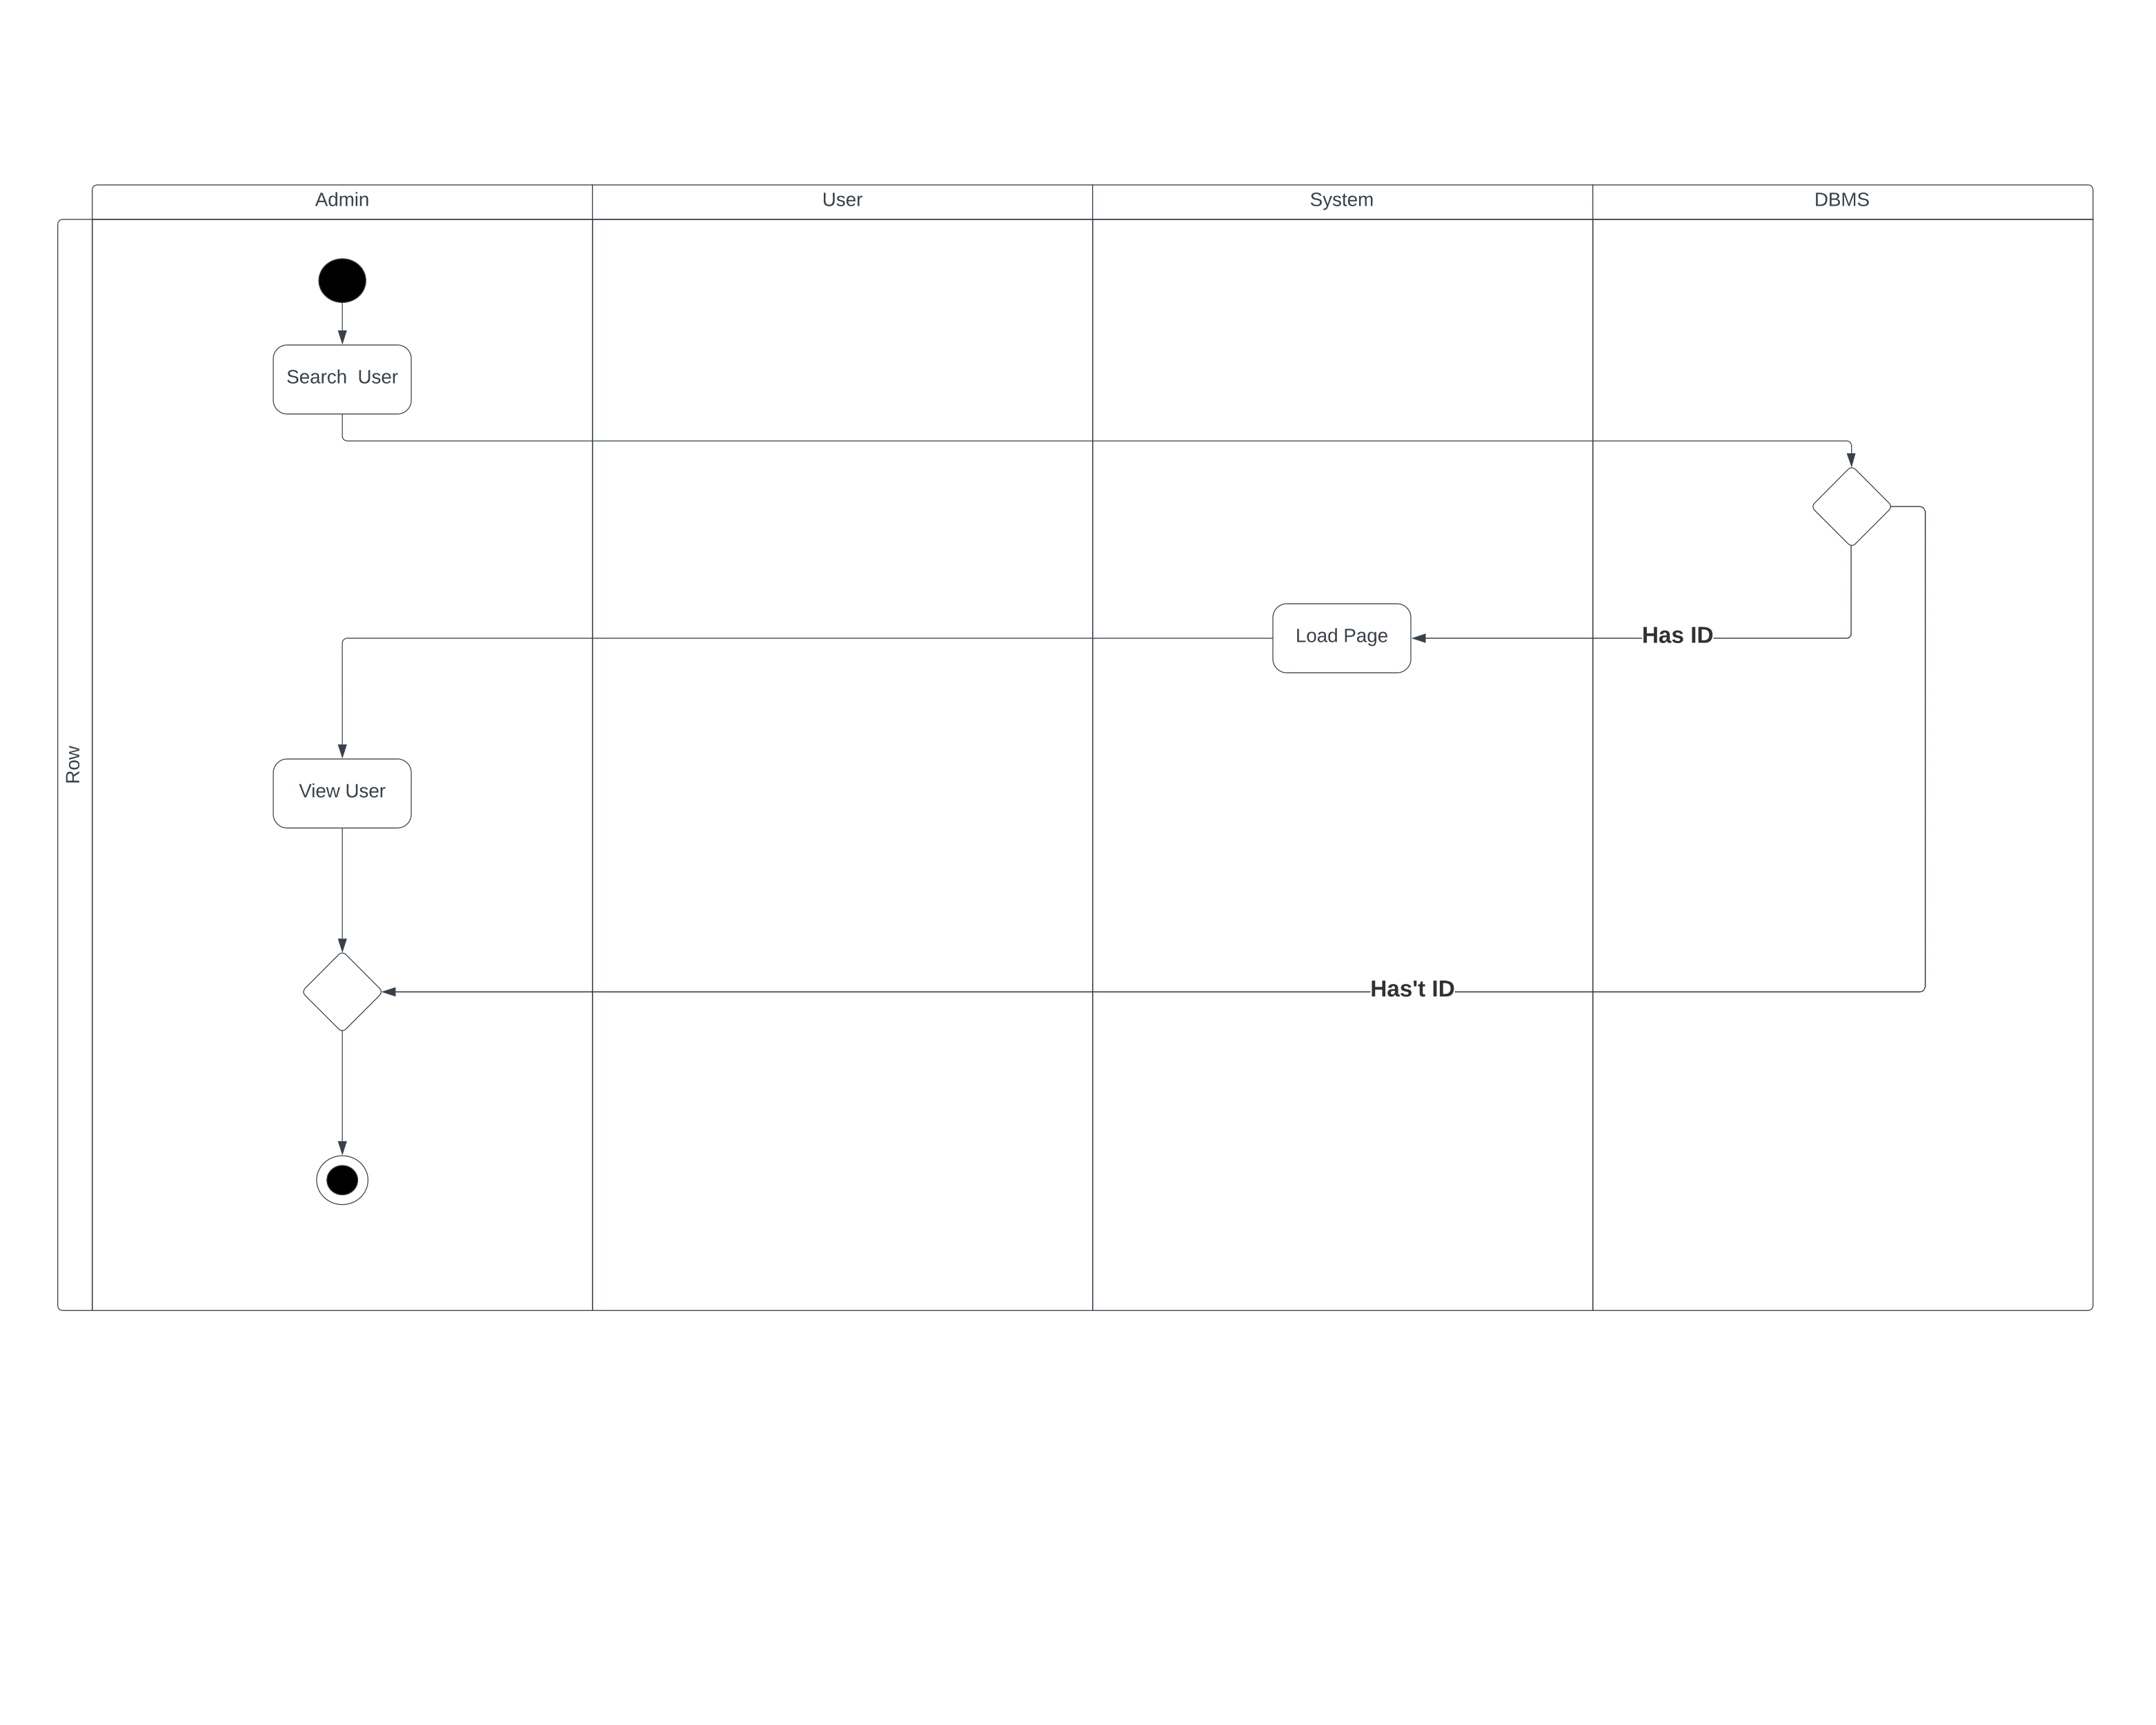 Admin
User
System
DBMS
Row
Search  User
Load Page
Has ID
View User
Has't ID